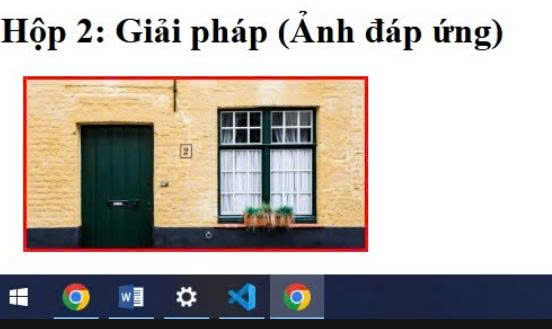 Hộp 2: Giải pháp (Ảnh đáp ứng)
2
W